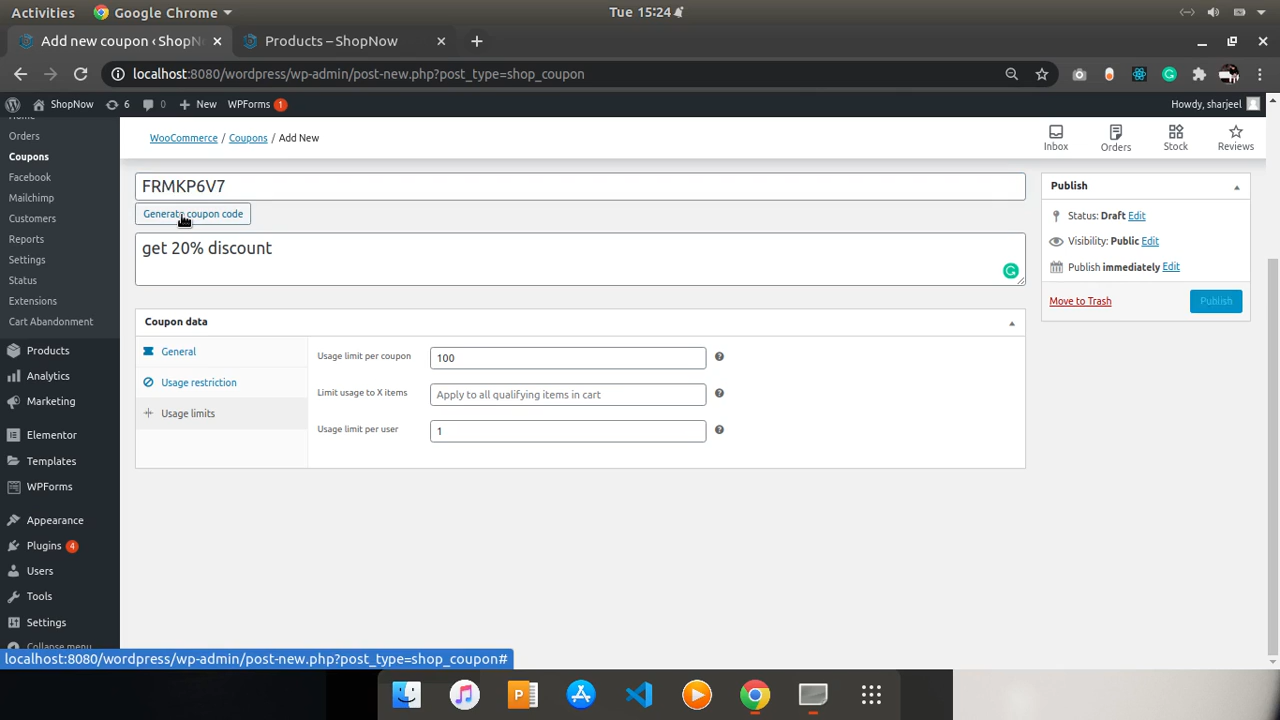 Activities Google Chrome Tue 15:24
Add new coupon ‹ ShopN Products – ShopNow
localhost:8080/wordpress/wp-admin/post-new.php?post_type=shop_coupon
ShopNow 6 0 New WPForms 1 Howdy, sharjeel
Home
Orders
Coupons
Facebook
Mailchimp
Customers
Reports
Settings
Status
Extensions
Cart Abandonment
Products
Analytics
Marketing
Elementor
Templates
WPForms
Appearance
Plugins 4
Users
Tools
Settings
Collapse menu
WooCommerce / Coupons / Add New
Inbox Orders Stock Reviews
FRMKP6V7
Generate coupon code
get 20% discount
Coupon data
General
Usage restriction
Usage limits
Usage limit per coupon 100
Limit usage to X items Apply to all qualifying items in cart
Usage limit per user 1
Publish
Status: Draft Edit
Visibility: Public Edit
Publish immediately Edit
Move to Trash Publish
localhost:8080/wordpress/wp-admin/post-new.php?post_type=shop_coupon#